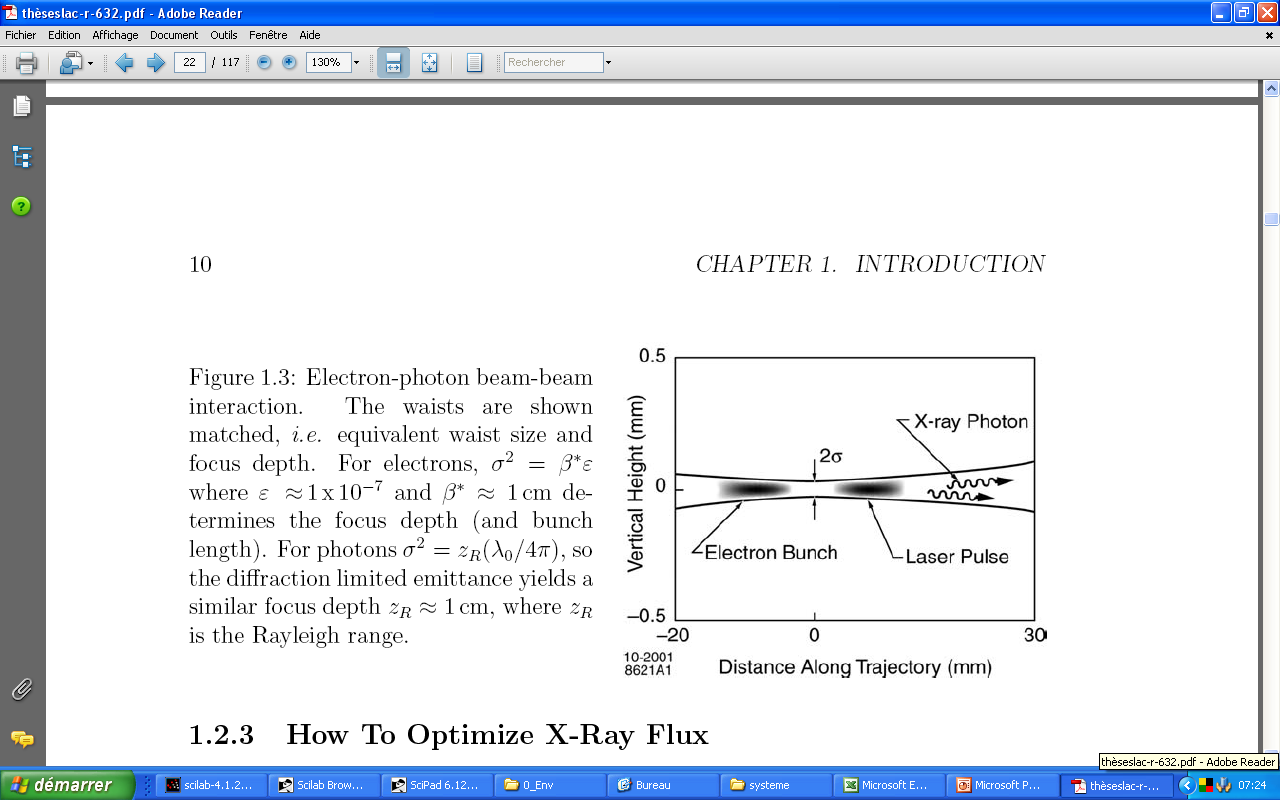 thèseslac-r-632.pdf - Adobe Reader
Fichier Edition Affichage Document Outils Fenêtre Aide
22 / 117 130% Rechercher
10 CHAPTER 1. INTRODUCTION
Figure 1.3: Electron-photon beam-beam
interaction. The waists are shown
matched, i.e. equivalent waist size and
focus depth. For electrons, σ² = β*ε
where ε ≈ 1 x 10⁻⁷ and β* ≈ 1 cm de-
termines the focus depth (and bunch
length). For photons σ² = z_R(λ₀/4π), so
the diffraction limited emittance yields a
similar focus depth z_R ≈ 1 cm, where z_R
is the Rayleigh range.
0.5
X-ray Photon
2σ
Vertical Height (mm)
0
Electron Bunch
Laser Pulse
–0.5
–20 0 30
10-2001
8621A1
Distance Along Trajectory (mm)
1.2.3 How To Optimize X-Ray Flux
thèseslac-r-632.pdf - Adobe Reader
démarrer scilab-4.1.2... Scilab Brow... SciPad 6.12... 0_Env Bureau systeme Microsoft E... Microsoft P... thèseslac-r-... 07:24